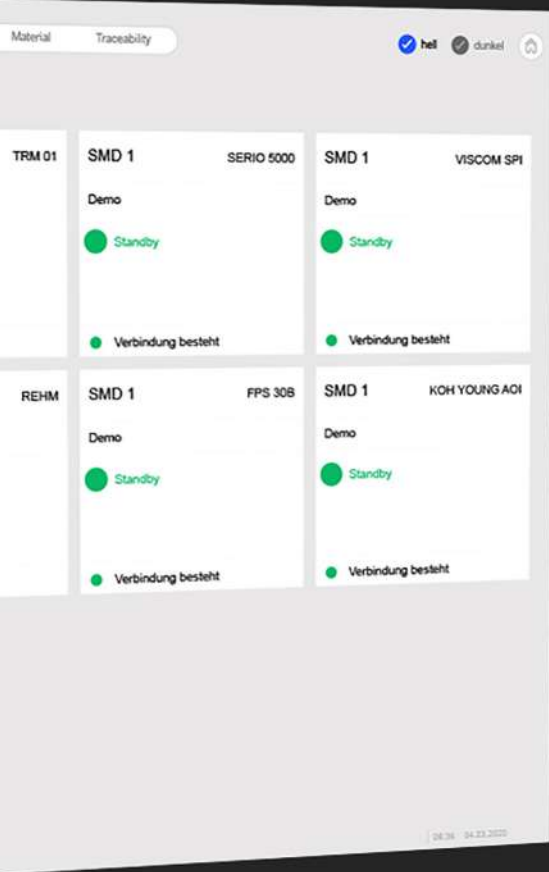 Material Traceability
hell dunkel
TRM 01
SMD 1 SERIO 5000
Demo
Standby
Verbindung besteht
SMD 1 VISCOM SPI
Demo
Standby
Verbindung besteht
REHM
SMD 1 FPS 30B
Demo
Standby
Verbindung besteht
SMD 1 KOH YOUNG AOI
Demo
Standby
Verbindung besteht